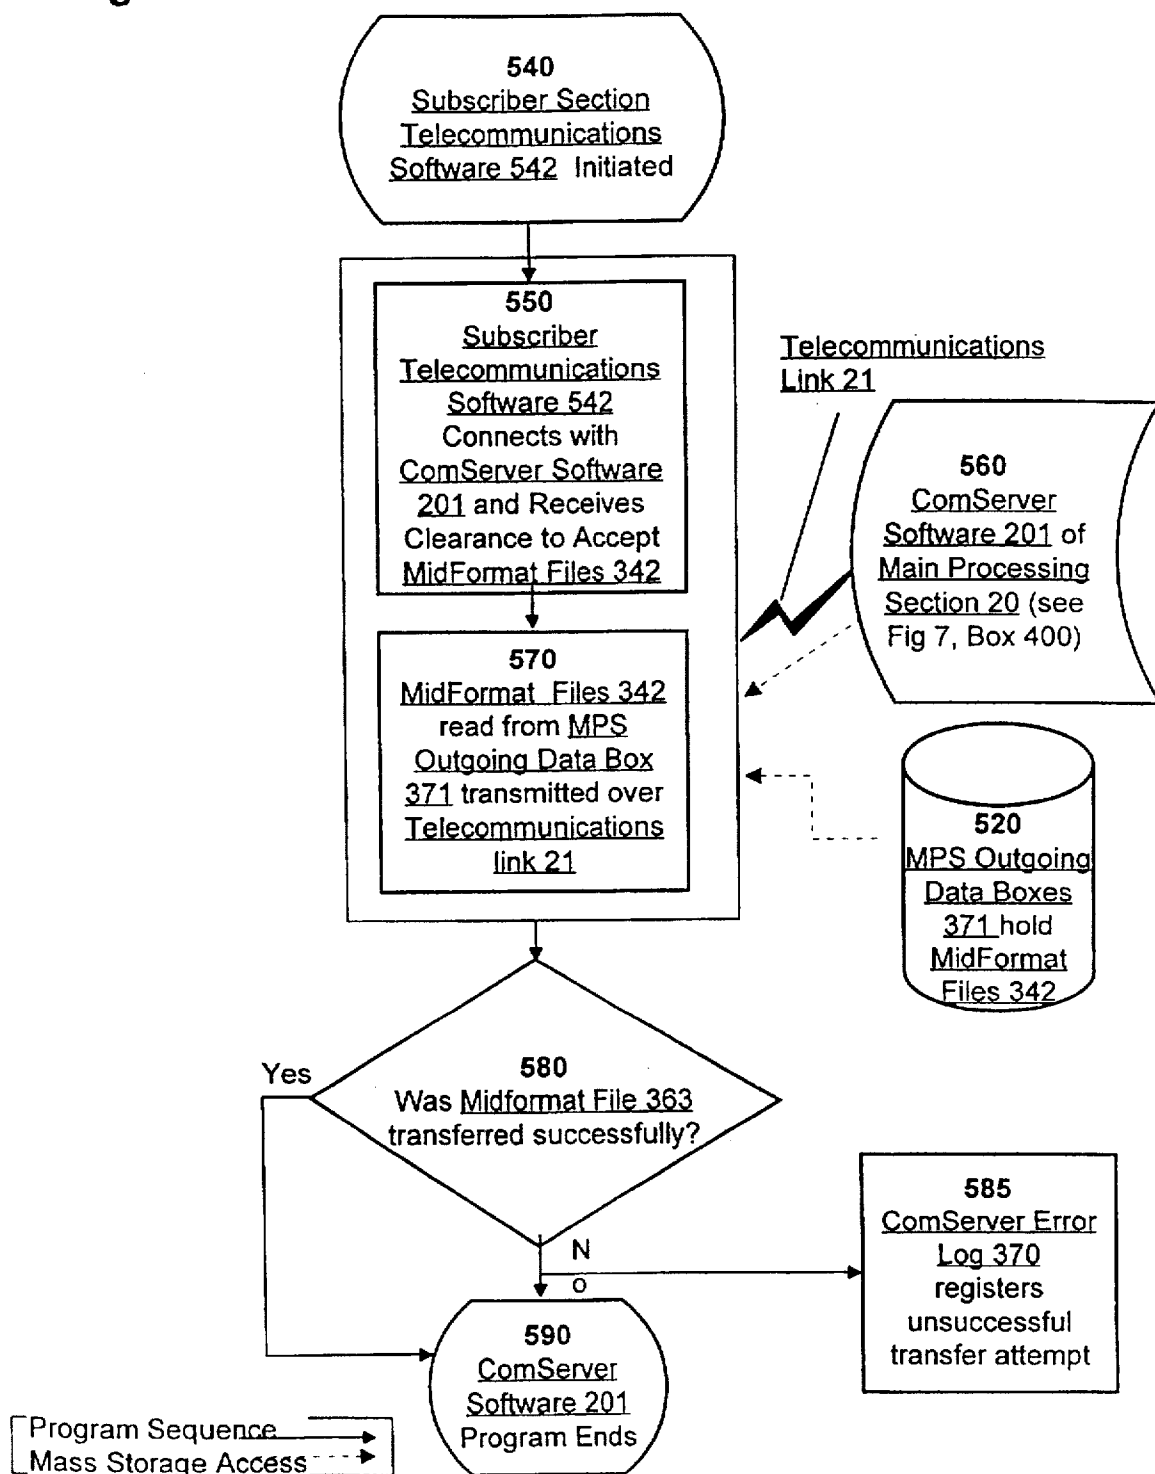 540
Subscriber Section
Telecommunications
Software 542 Initiated
550
Subscriber
Telecommunications
Software 542
Connects with
ComServer Software
201 and Receives
Clearance to Accept
MidFormat Files 342
Telecommunications
Link 21
560
ComServer
Software 201 of
Main Processing
Section 20 (see
Fig 7, Box 400)
570
MidFormat Files 342
read from MPS
Outgoing Data Box
371 transmitted over
Telecommunications
link 21
520
MPS Outgoing
Data Boxes
371 hold
MidFormat
Files 342
Yes
580
Was Midformat File 363
transferred successfully?
N
o
585
ComServer Error
Log 370
registers
unsuccessful
transfer attempt
590
ComServer
Software 201
Program Ends
Program Sequence
Mass Storage Access